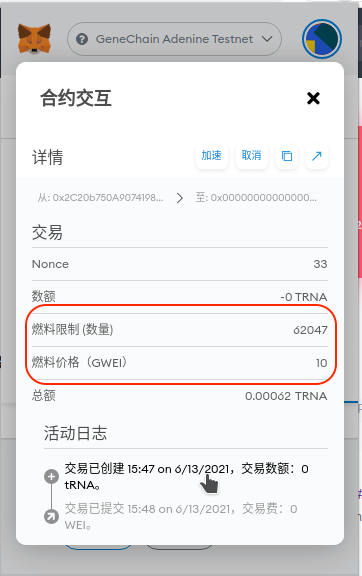 GeneChain Adenine Testnet
合约交互
详情
加速 取消
从: 0x2C20b750A9074198... 至: 0x00000000000000...
交易
Nonce 33
数额 -0 TRNA
燃料限制 (数量) 62047
燃料价格（GWEI） 10
总额 0.00062 TRNA
活动日志
交易已创建 15:47 on 6/13/2021，交易数额：0
tRNA。
交易已提交 15:48 on 6/13/2021，交易费：0
WEI。